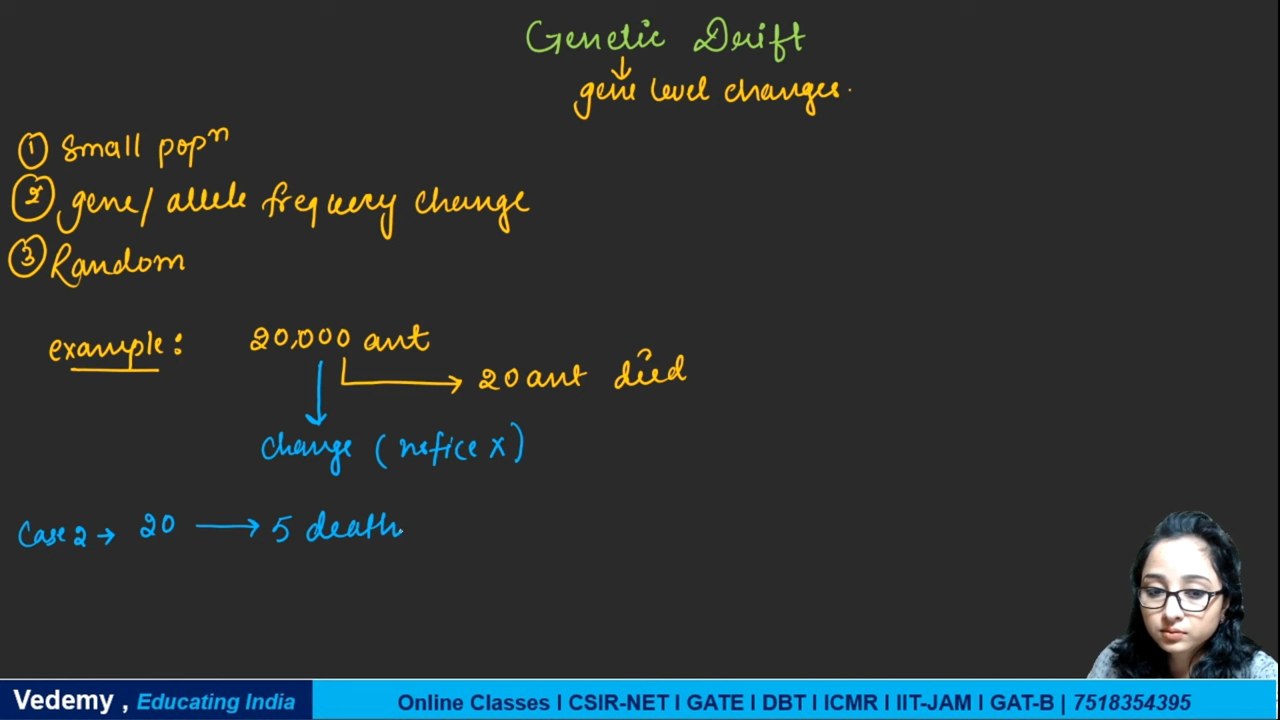 Genetic Drift
gene level changes.
① Small popⁿ
② gene/ allele frequency change
③ Random
example: 20,000 ant
20 ant died
Change (notice x)
Case 2 → 20 → 5 death
Vedemy , Educating India
Online Classes I CSIR-NET I GATE I DBT I ICMR I IIT-JAM I GAT-B | 7518354395